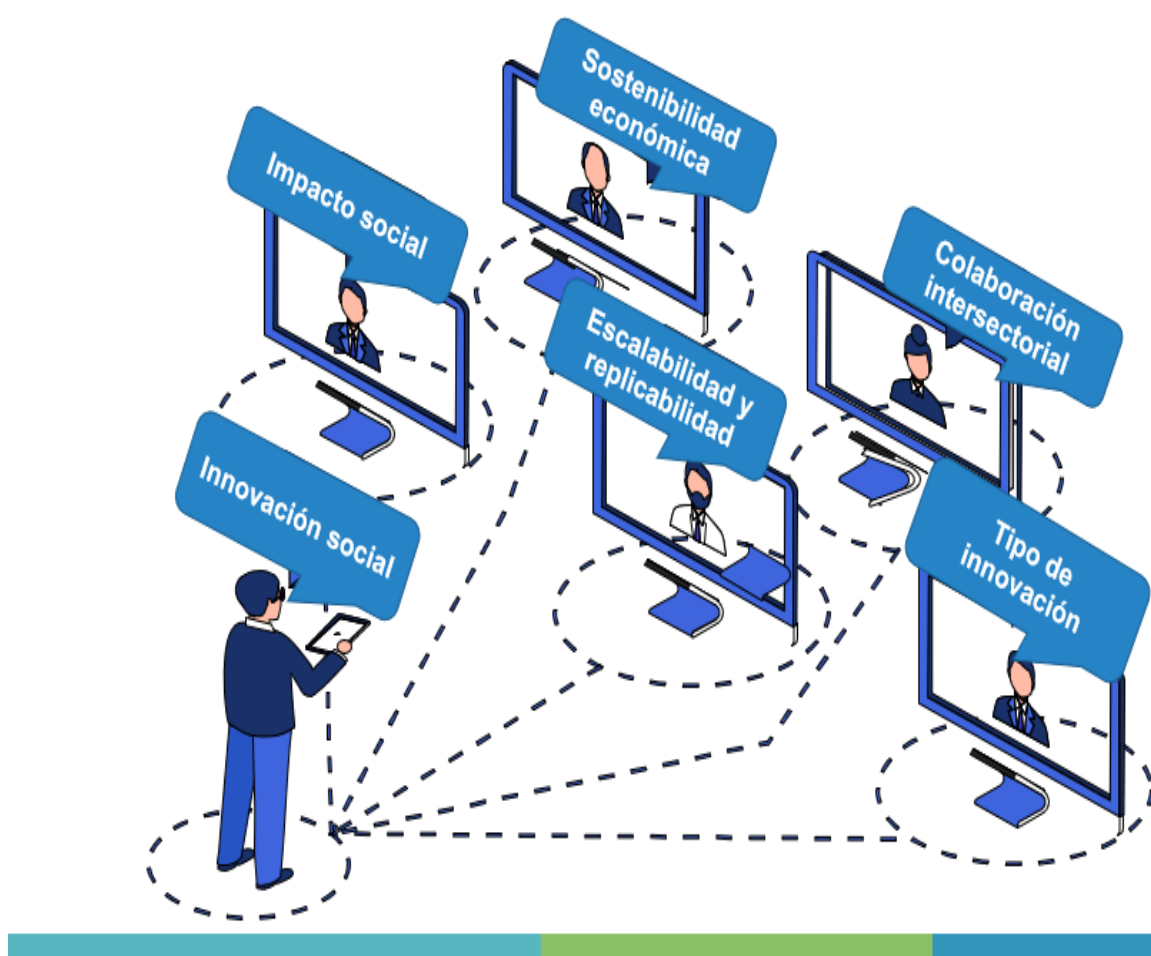 Sostenibilidad
económica
Impacto social
Colaboración
intersectorial
Escalabilidad y
replicabilidad
Innovación social
Tipo de
innovación